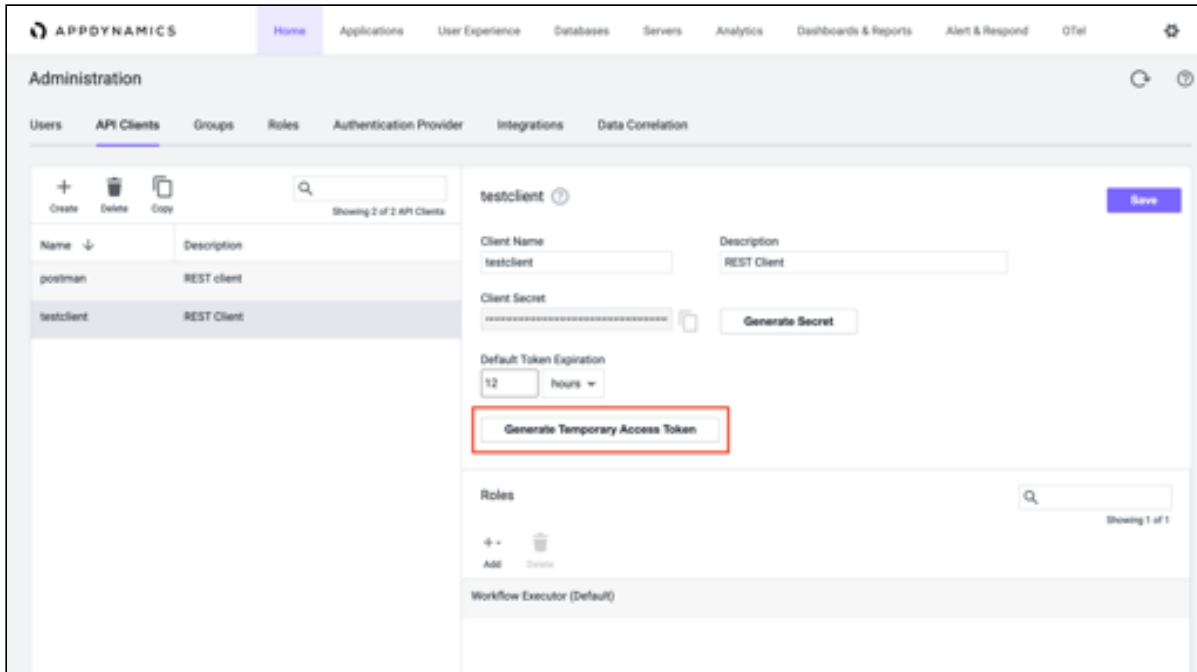 APPDYNAMICS Home Applications User Experience Databases Servers Analytics Dashboards & Reports Alert & Respond OTel
Administration
Users API Clients Groups Roles Authentication Provider Integrations Data Correlation
Create Delete Copy
Showing 2 of 2 API Clients
Name Description
postman REST client
testclient REST Client
testclient
Save
Client Name Description
testclient REST Client
Client Secret
Generate Secret
Default Token Expiration
12 hours
Generate Temporary Access Token
Roles
Showing 1 of 1
Add Delete
Workflow Executor (Default)